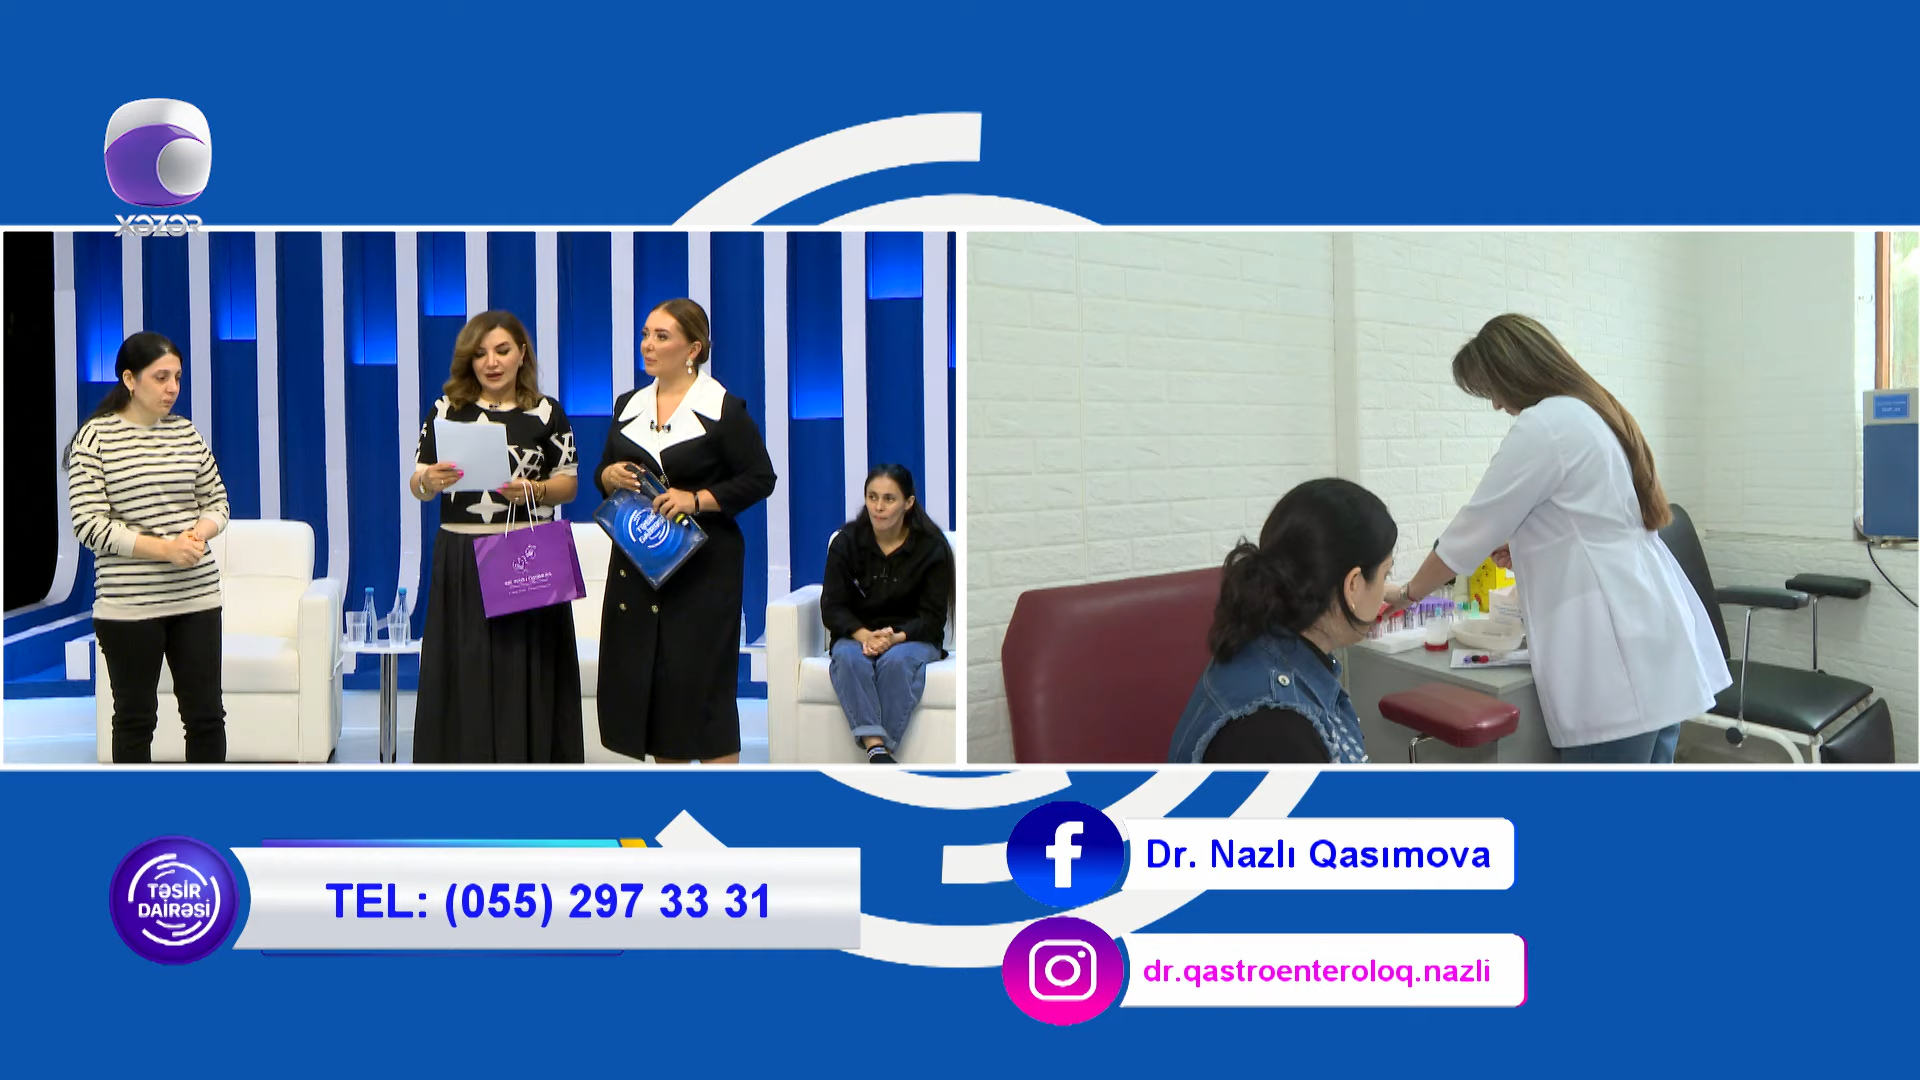 XƏZƏR
TƏSİR
DAİRƏSİ
TEL: (055) 297 33 31
Dr. Nazlı Qasımova
dr.qastroenteroloq.nazli